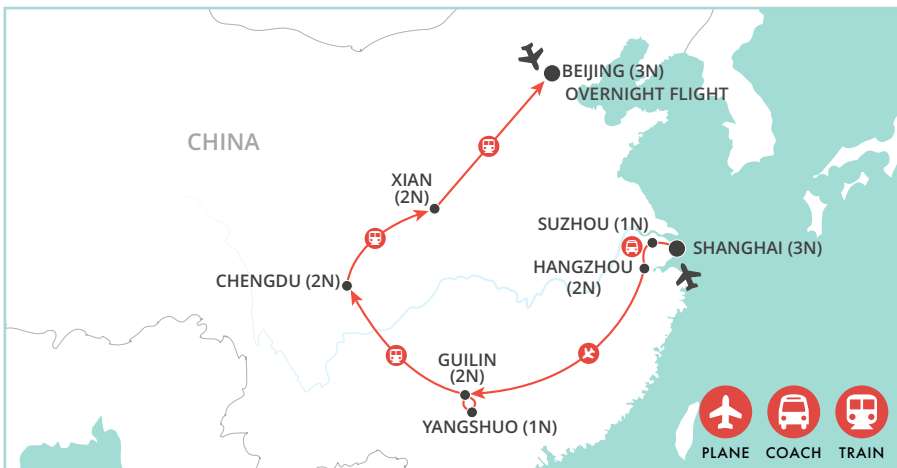 BEIJING (3N)
OVERNIGHT FLIGHT
CHINA
XIAN
(2N)
SUZHOU (1N)
SHANGHAI (3N)
HANGZHOU
(2N)
CHENGDU (2N)
GUILIN
(2N)
YANGSHUO (1N)
PLANE
COACH
TRAIN